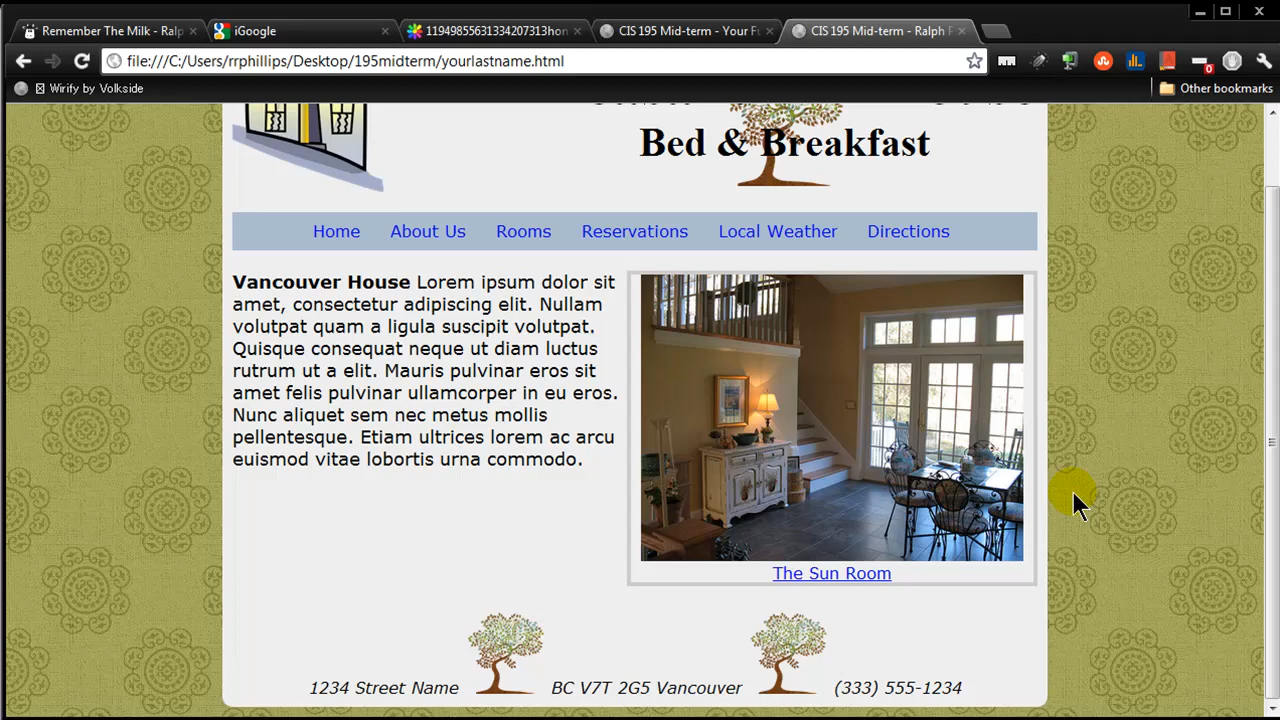 Remember The Milk - Ralp
iGoogle
1194985563133420​7313hon
CIS 195 Mid-term - Your Fu
CIS 195 Mid-term - Ralph F
file:///C:/Users/rrphillips/Desktop/195midterm/yourlastname.html
0
Wirify by Volkside
Other bookmarks
Bed & Breakfast
Home About Us Rooms Reservations Local Weather Directions
Vancouver House Lorem ipsum dolor sit
amet, consectetur adipiscing elit. Nullam
volutpat quam a ligula suscipit volutpat.
Quisque consequat neque ut diam luctus
rutrum ut a elit. Mauris pulvinar eros sit
amet felis pulvinar ullamcorper in eu eros.
Nunc aliquet sem nec metus mollis
pellentesque. Etiam ultrices lorem ac arcu
euismod vitae lobortis urna commodo.
The Sun Room
1234 Street Name BC V7T 2G5 Vancouver (333) 555-1234